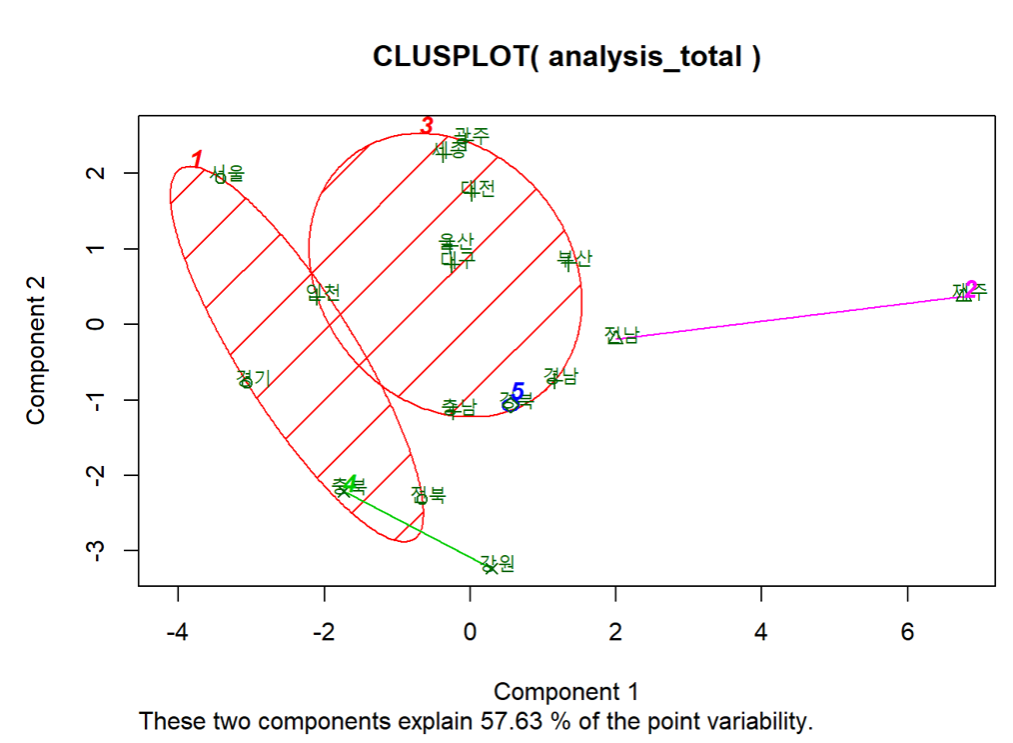 CLUSPLOT( analysis_total )
3
광주
세종
1
서울
대전
울산
대구
부산
인천
제주
2
전남
경기
경남
5
경북
충남
4
충북
전북
강원
Component 2
2
1
0
-1
-2
-3
-4
-2
0
2
4
6
Component 1
These two components explain 57.63 % of the point variability.